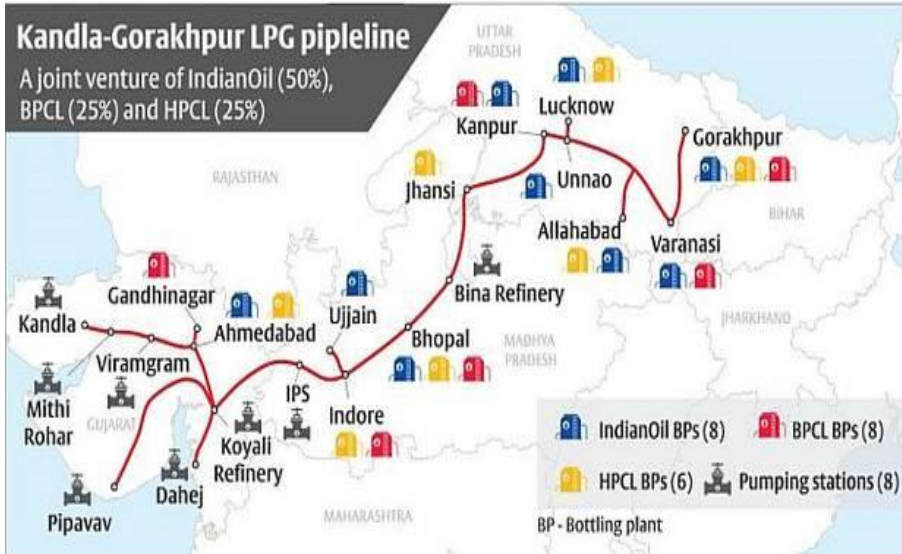 Kandla-Gorakhpur LPG pipleline
A joint venture of IndianOil (50%),
BPCL (25%) and HPCL (25%)
UTTAR
PRADESH
Lucknow
Kanpur
Gorakhpur
Unnao
Jhansi
RAJASTHAN
BIHAR
Allahabad
Varanasi
Gandhinagar
Bina Refinery
Kandla
Ahmedabad
Ujjain
JHARKHAND
Bhopal
MADHYA
PRADESH
Viramgram
IPS
Mithi
Rohar
GUJARAT
Indore
Koyali
Refinery
Dahej
Pipavav
MAHARASHTRA
IndianOil BPs (8)
BPCL BPs (8)
HPCL BPs (6)
Pumping stations (8)
BP - Bottling plant